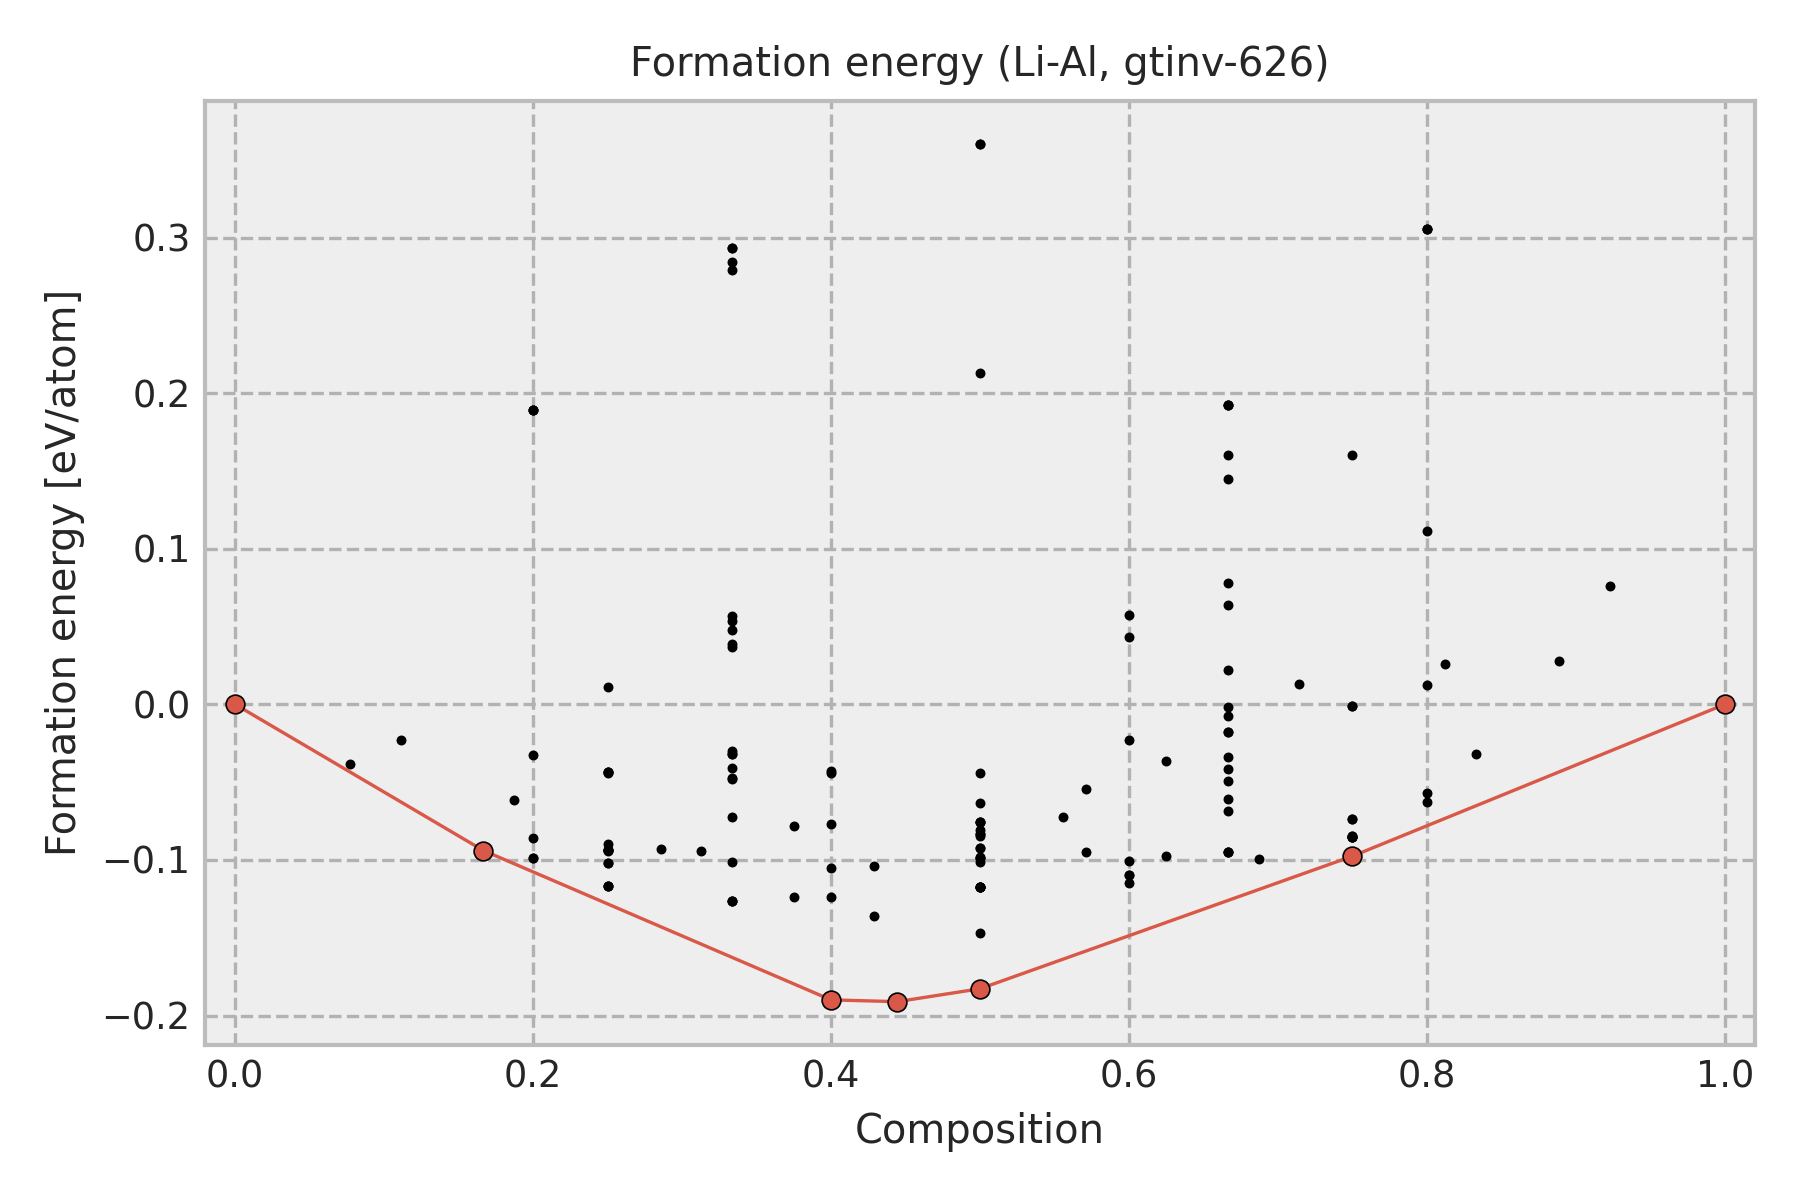 Formation energy (Li-Al, gtinv-626)
Formation energy [eV/atom]
0.3
0.2
0.1
0.0
−0.1
−0.2
0.0 0.2 0.4 0.6 0.8 1.0
Composition